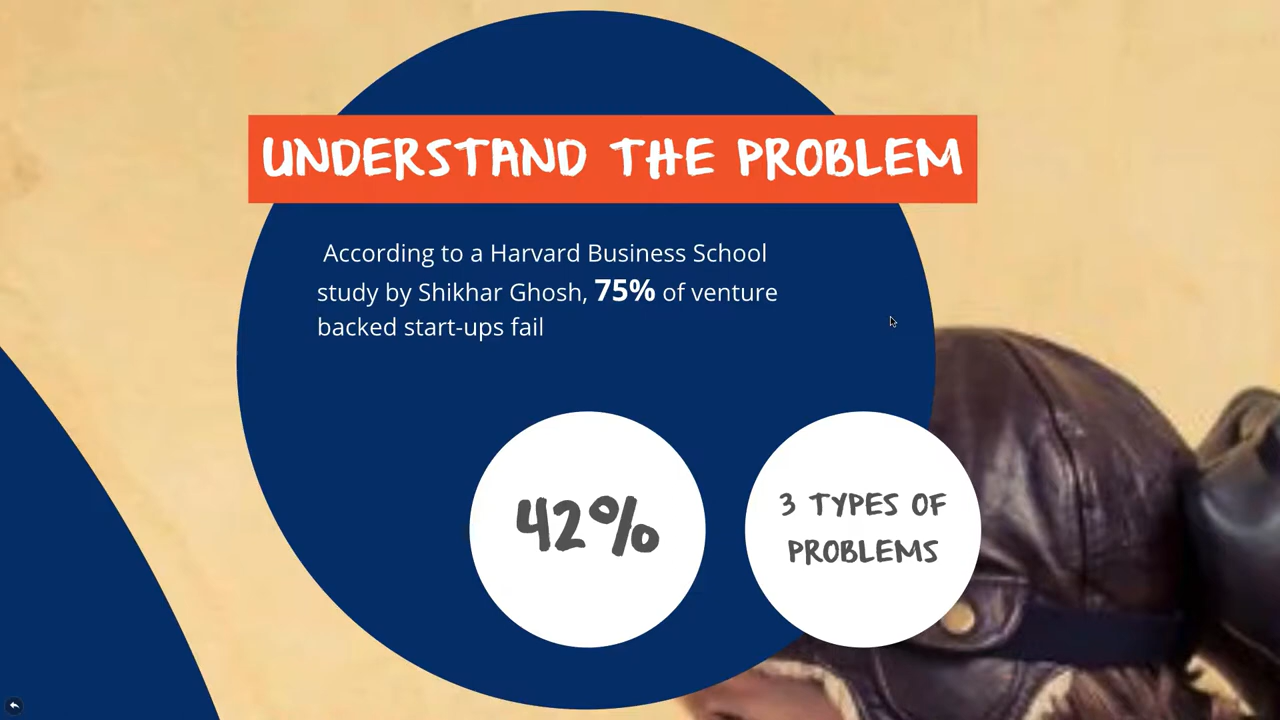 UNDERSTAND THE PROBLEM
According to a Harvard Business School
study by Shikhar Ghosh, 75% of venture
backed start-ups fail
42%
3 TYPES OF
PROBLEMS